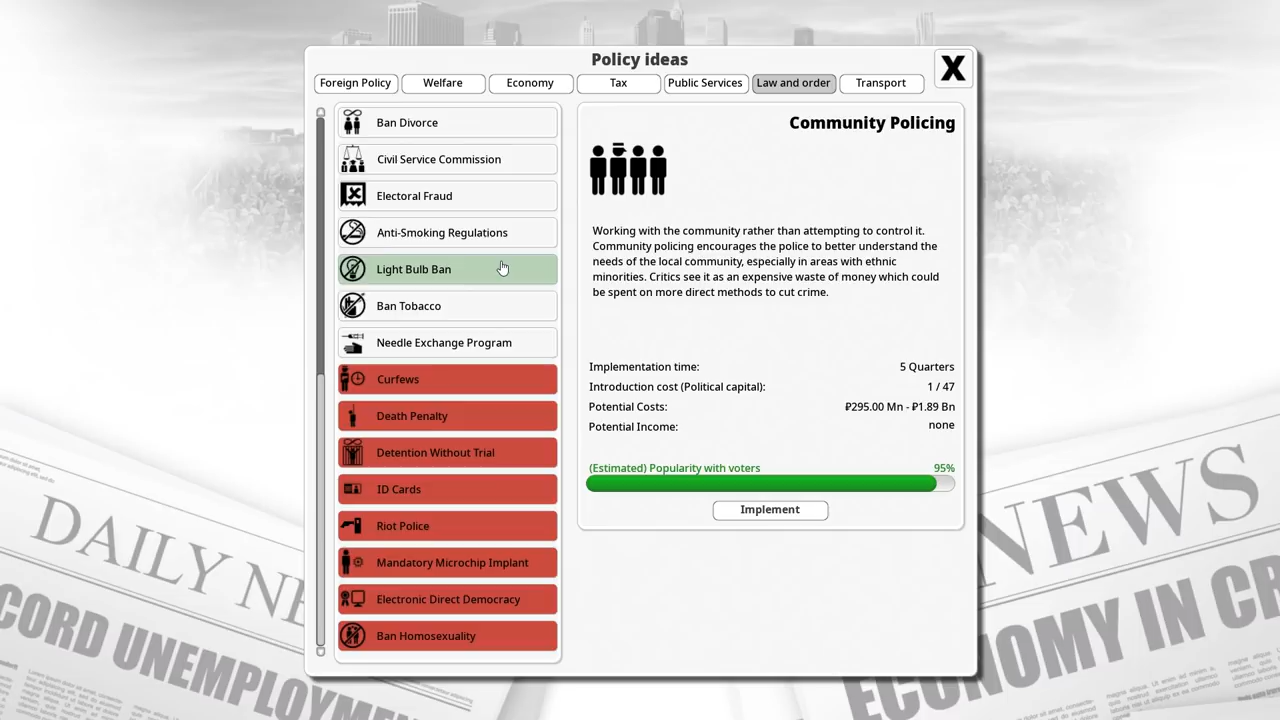 Policy ideas
X
Foreign Policy
Welfare
Economy
Tax
Public Services
Law and order
Transport
Ban Divorce
Civil Service Commission
Electoral Fraud
Anti-Smoking Regulations
Light Bulb Ban
Ban Tobacco
Needle Exchange Program
Curfews
Death Penalty
Detention Without Trial
ID Cards
Riot Police
Mandatory Microchip Implant
Electronic Direct Democracy
Ban Homosexuality
Community Policing
Working with the community rather than attempting to control it.
Community policing encourages the police to better understand the
needs of the local community, especially in areas with ethnic
minorities. Critics see it as an expensive waste of money which could
be spent on more direct methods to cut crime.
Implementation time: 5 Quarters
Introduction cost (Political capital): 1 / 47
Potential Costs: ₽295.00 Mn - ₽1.89 Bn
Potential Income: none
(Estimated) Popularity with voters 95%
Implement
DAILY NE
CORD UNEMPLOYM
NEWS
ECONOMY IN CR